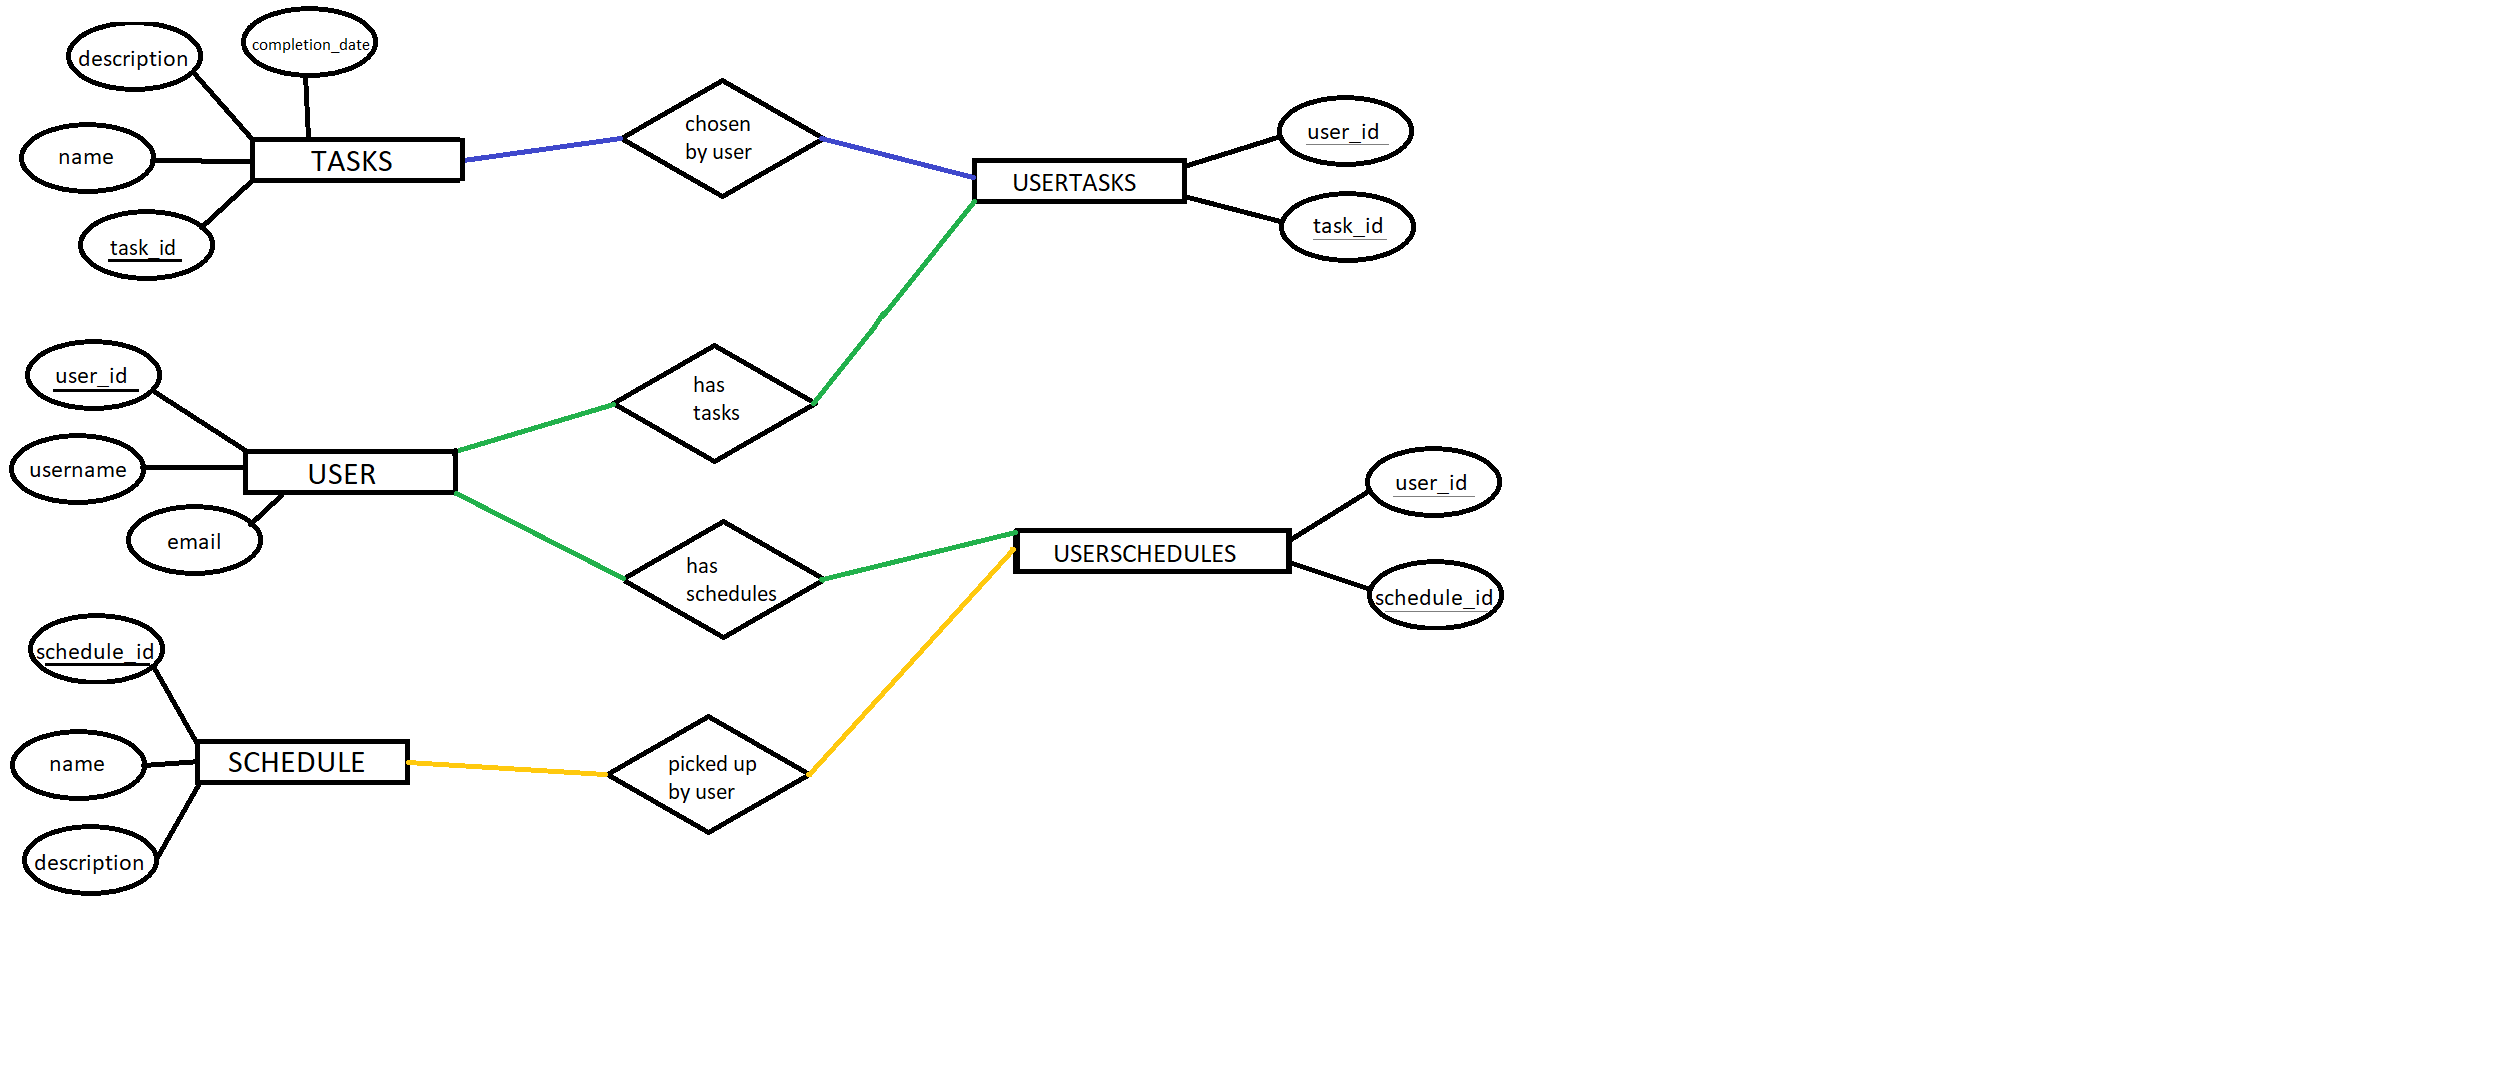 description
completion_date
name
TASKS
task_id
chosen
by user
USERTASKS
user_id
task_id
user_id
username
USER
email
has
tasks
has
schedules
USERSCHEDULES
user_id
schedule_id
schedule_id
name
SCHEDULE
description
picked up
by user